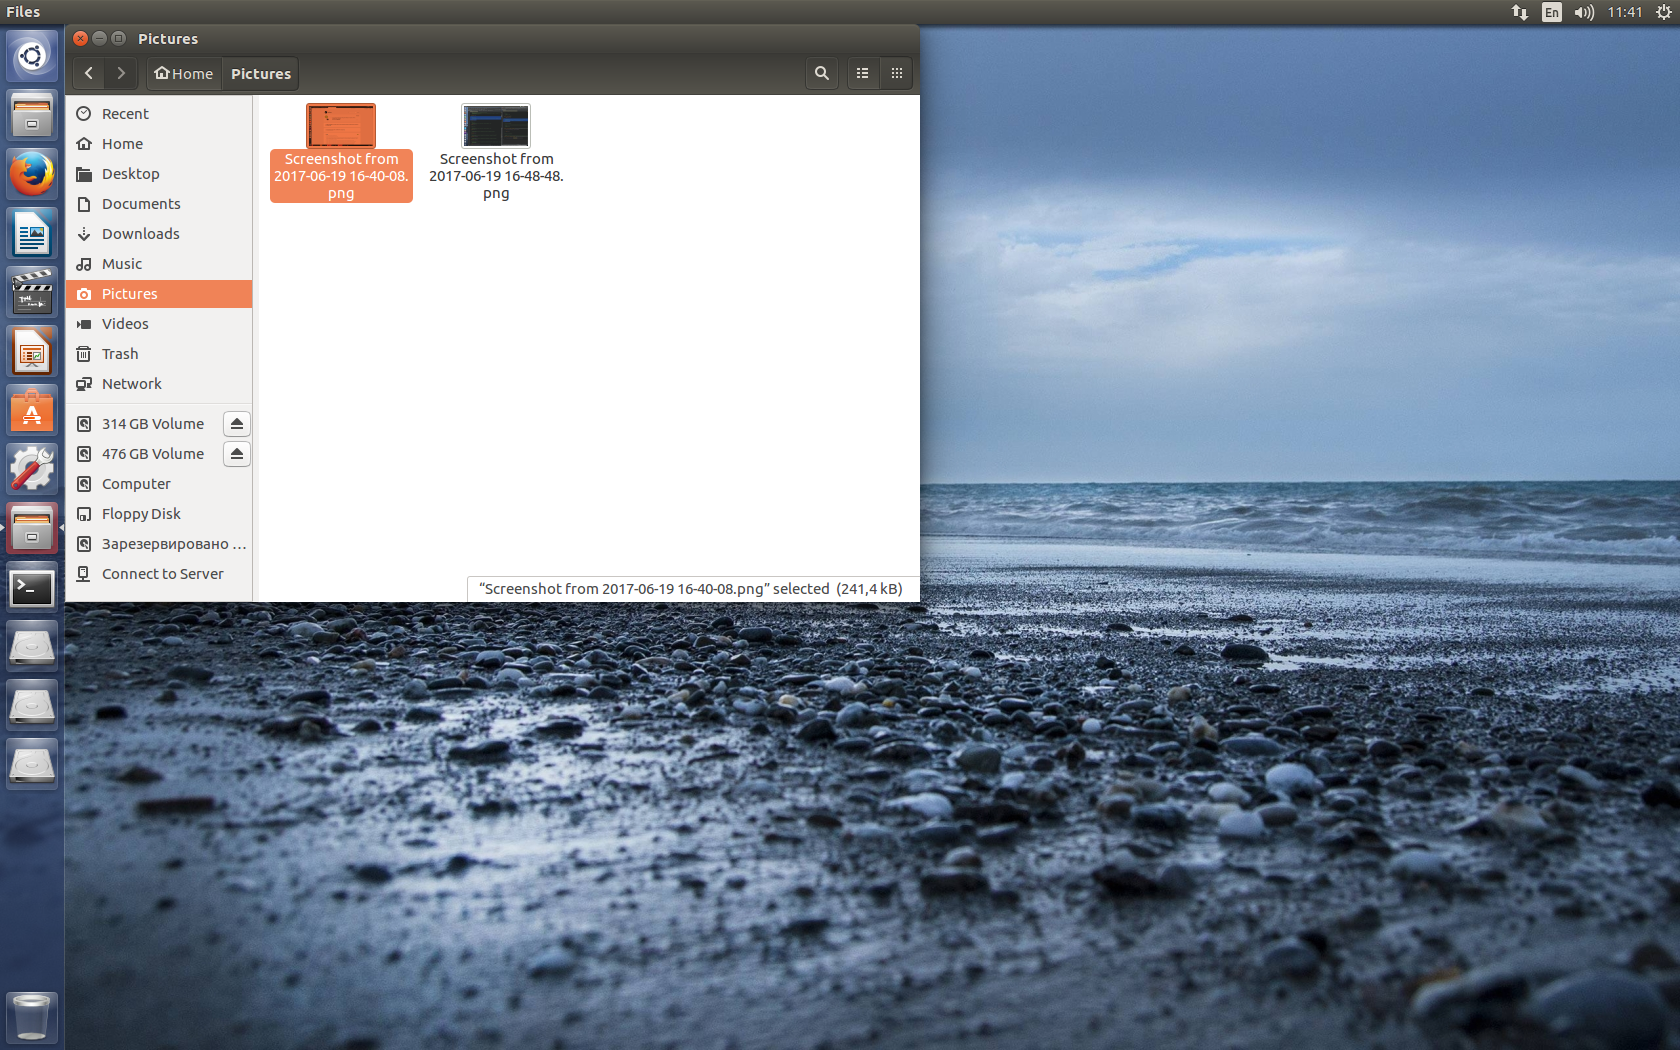 Files
En
11:41
Pictures
Home
Pictures
Recent
Home
Desktop
Documents
Downloads
Music
Pictures
Videos
Trash
Network
314 GB Volume
476 GB Volume
Computer
Floppy Disk
Зарезервировано ...
Connect to Server
Screenshot from
2017-06-19 16-40-08.
png
Screenshot from
2017-06-19 16-48-48.
png
“Screenshot from 2017-06-19 16-40-08.png” selected (241,4 kB)